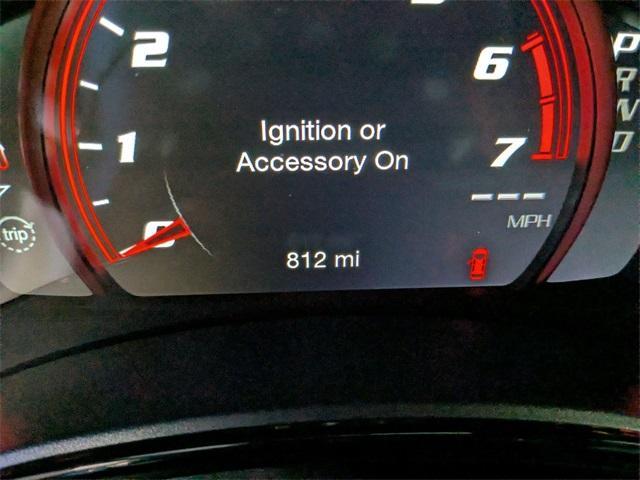 2
6
P
R
N
D
Ignition or
Accessory On
1
7
---
MPH
trip
0
812 mi